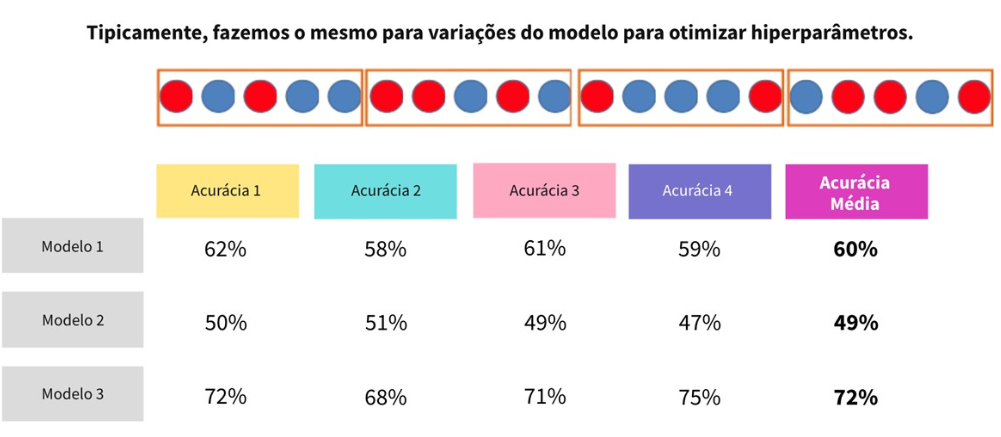 Tipicamente, fazemos o mesmo para variações do modelo para otimizar hiperparâmetros.
Acurácia 1 Acurácia 2 Acurácia 3 Acurácia 4 Acurácia
Média
Modelo 1 62% 58% 61% 59% 60%
Modelo 2 50% 51% 49% 47% 49%
Modelo 3 72% 68% 71% 75% 72%